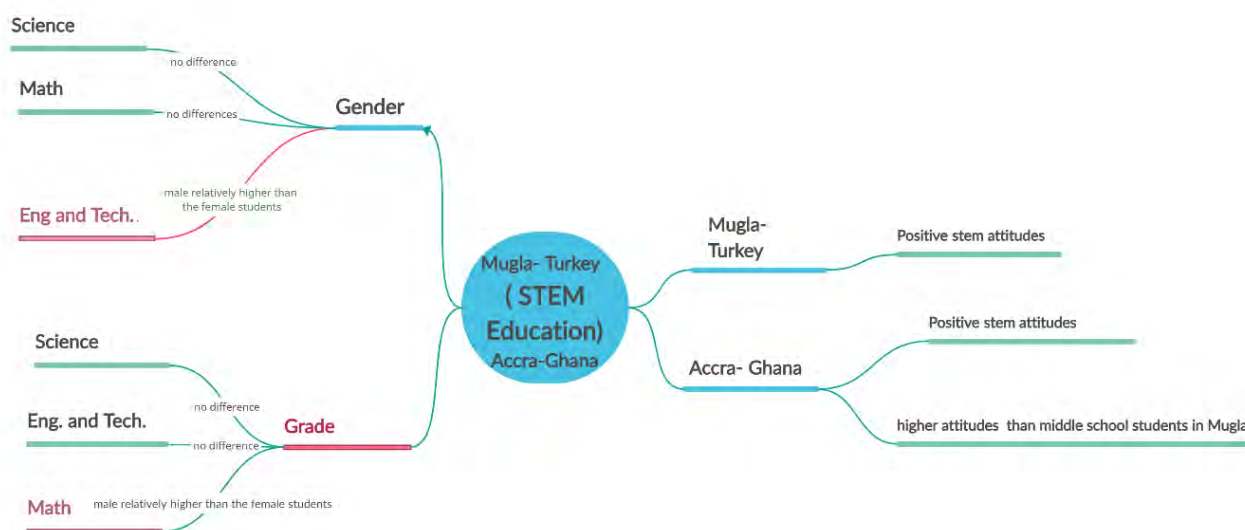 Science
no difference
Math
no differences
Gender
male relatively higher than
the female students
Eng and Tech.
Science
no difference
Eng. and Tech.
no difference
Grade
Math
male relatively higher than the female students
Mugla- Turkey
( STEM
Education)
Accra-Ghana
Mugla-
Turkey
Positive stem attitudes
Accra- Ghana
Positive stem attitudes
higher attitudes than middle school students in Mugla